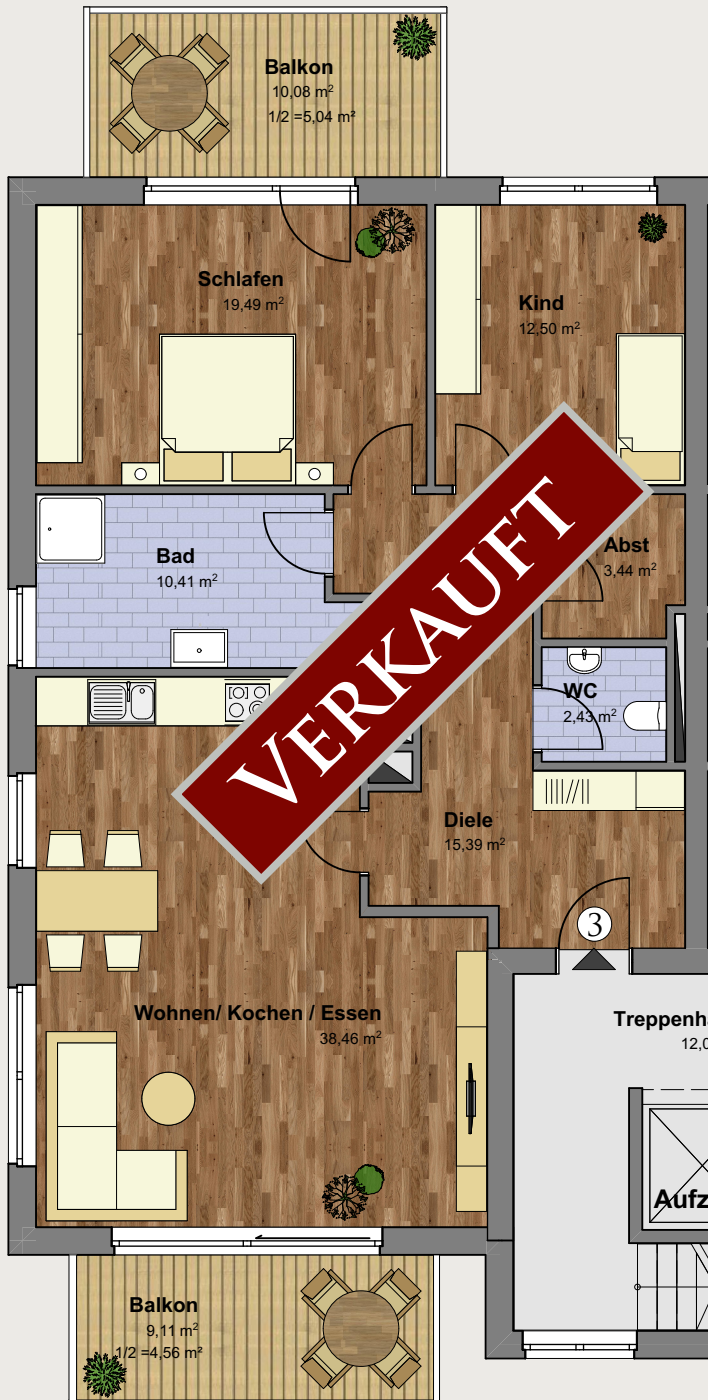 Balkon
10,08 m²
1/2 =5,04 m²
Schlafen
19,49 m²
Kind
12,50 m²
Bad
10,41 m²
Abst
3,44 m²
VERKAUFT
WC
2,43 m²
Diele
15,39 m²
3
Wohnen/ Kochen / Essen
38,46 m²
Balkon
9,11 m²
1/2 =4,56 m²